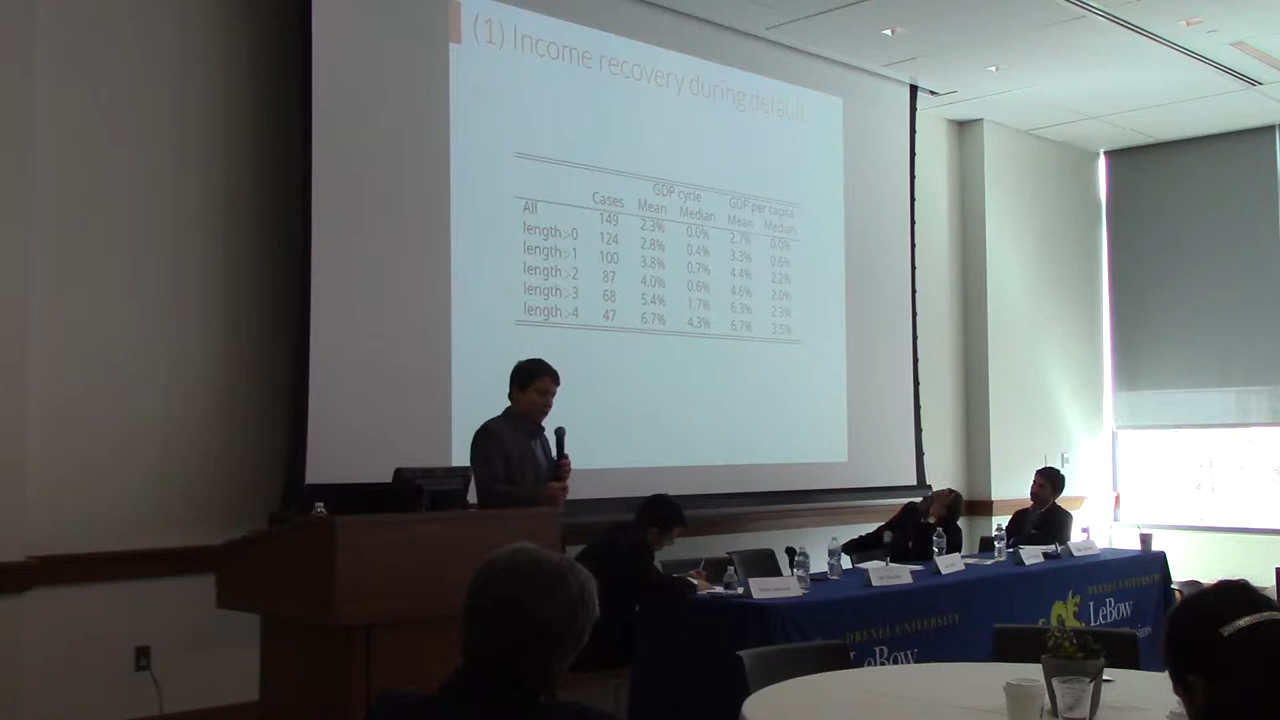 (1) Income recovery during default
GDP cycle GDP per capita
Cases Mean Median Mean Median
All 149 2.3% 0.0% 2.7% 0.0%
length>0 124 2.8% 0.4% 3.3% 0.6%
length>1 100 3.8% 0.7% 4.4% 2.2%
length>2 87 4.0% 0.6% 4.6% 2.0%
length>3 68 5.4% 1.7% 6.3% 2.3%
length>4 47 6.7% 4.3% 6.7% 3.5%
DREXEL UNIVERSITY
LeBow
DREXEL UNIVERSITY
LeBow